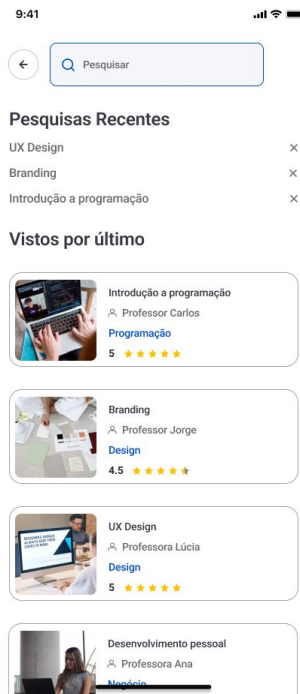 9:41
Pesquisar
Pesquisas Recentes
UX Design
Branding
Introdução a programação
Vistos por último
Introdução a programação
Professor Carlos
Programação
5
Branding
Professor Jorge
Design
4.5
UX Design
Professora Lúcia
Design
5
Desenvolvimento pessoal
Professora Ana
Negócio